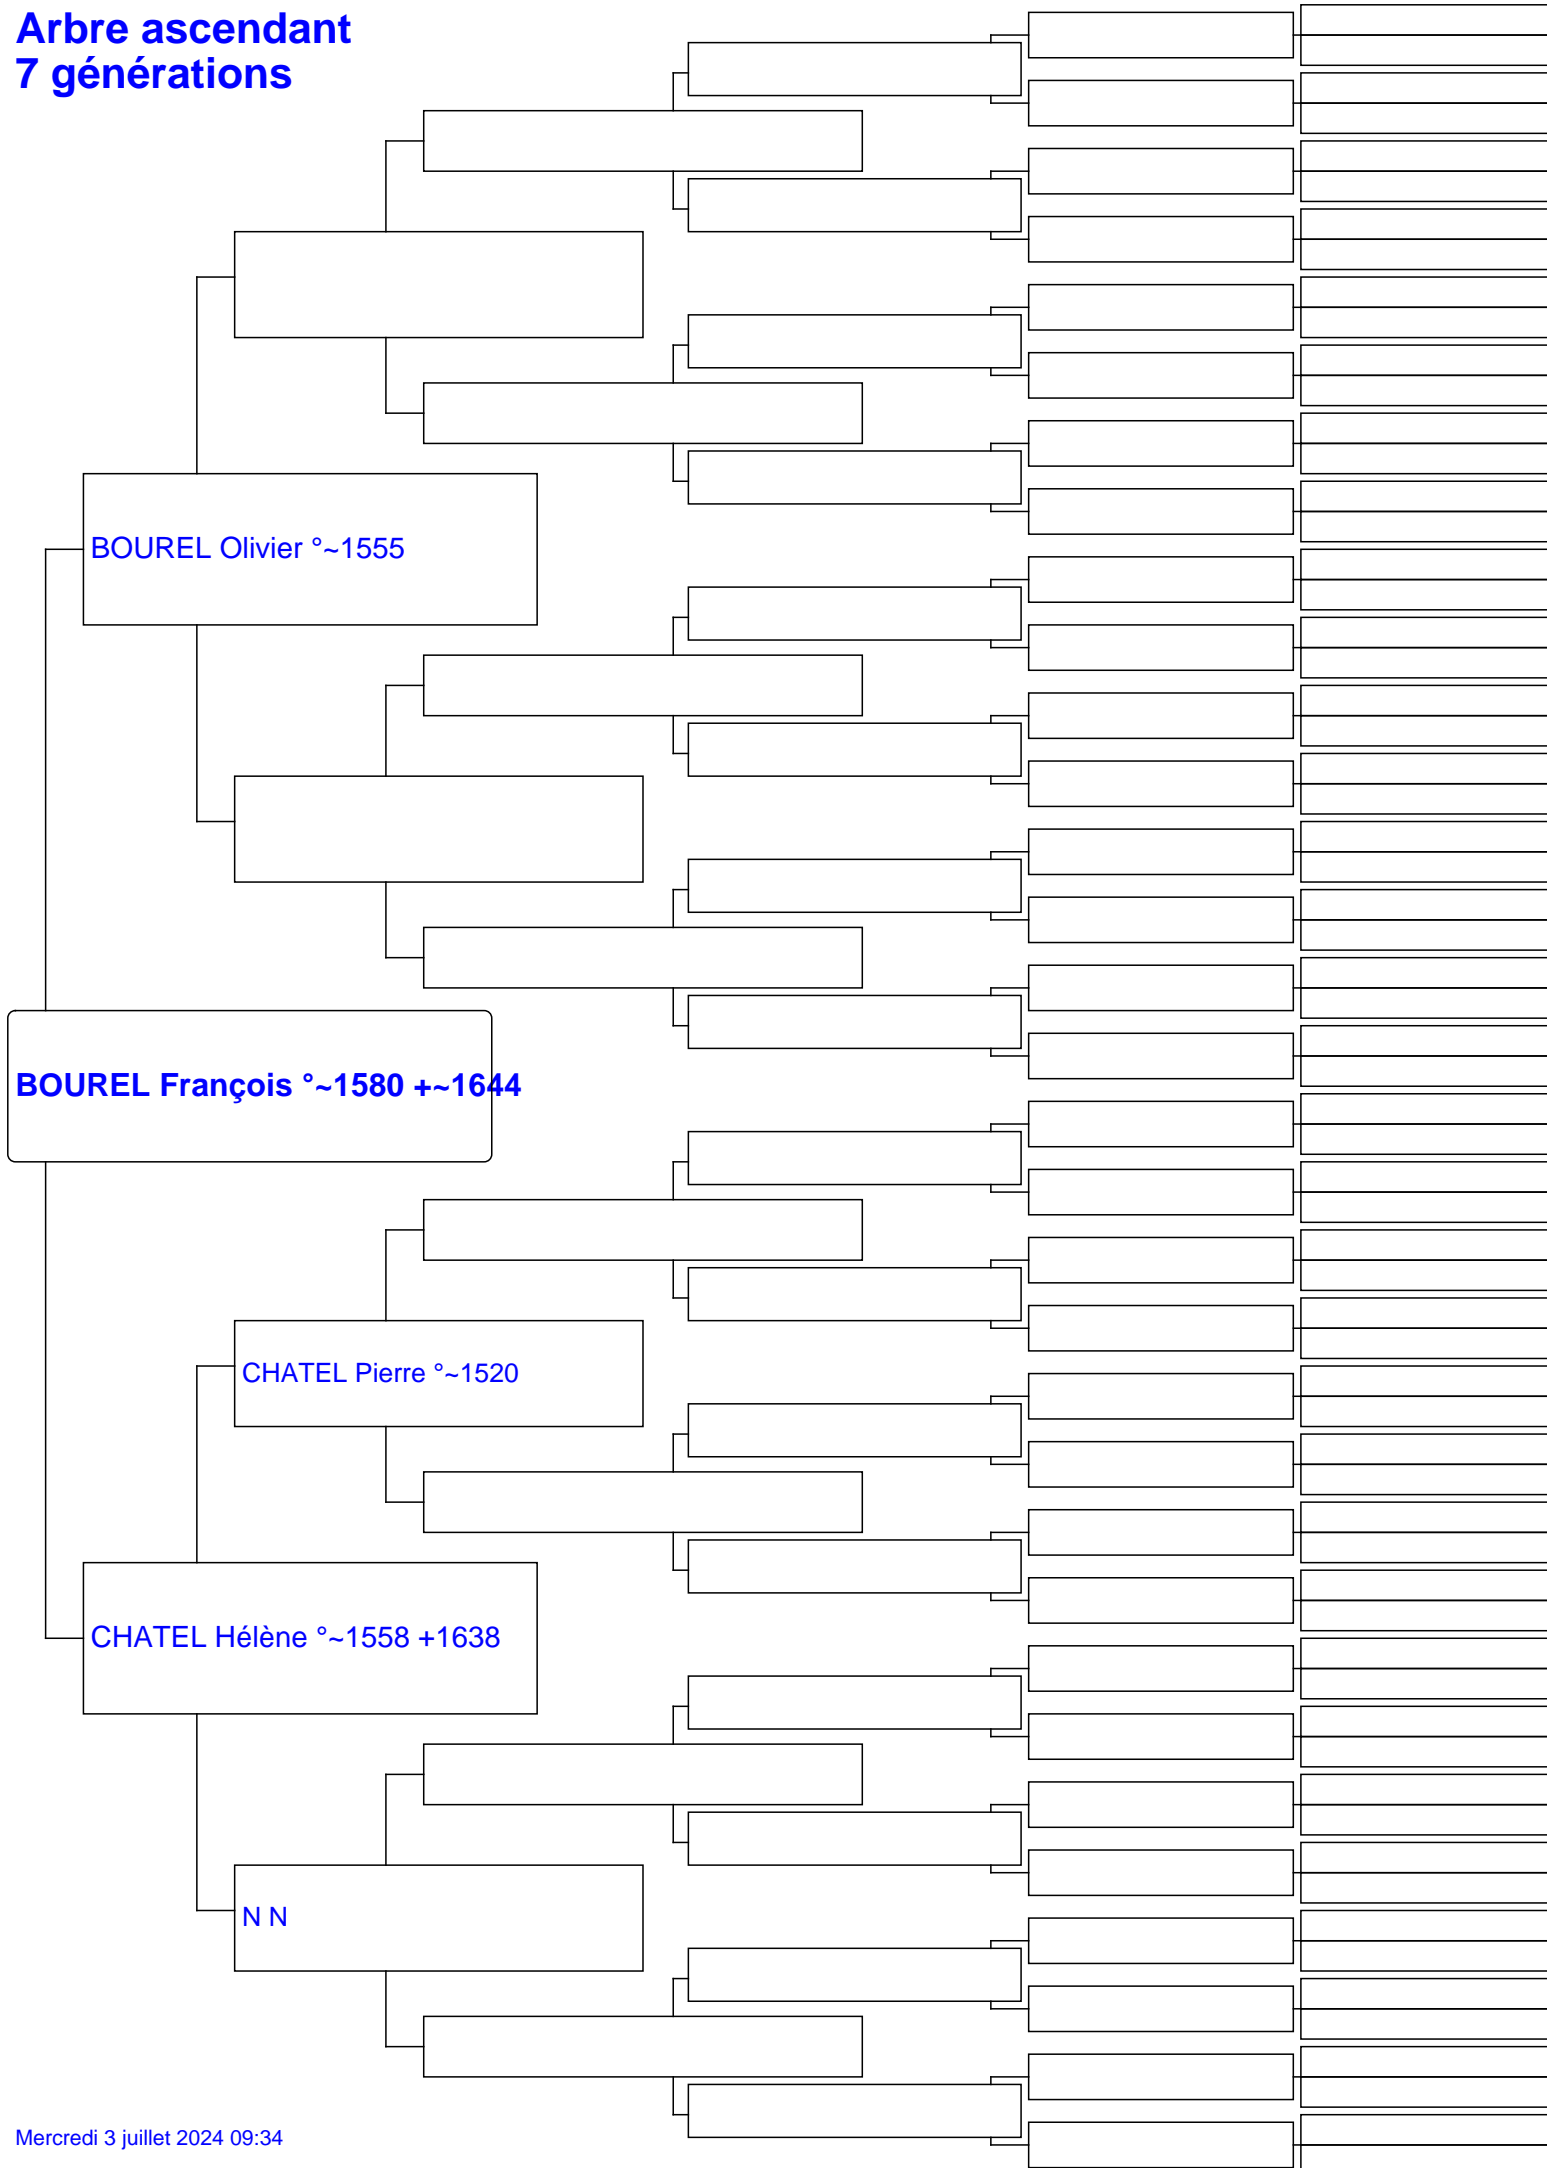 Arbre ascendant
7 générations
BOUREL Olivier °~1555
BOUREL François °~1580 +~1644
CHATEL Pierre °~1520
CHATEL Hélène °~1558 +1638
N N
Mercredi 3 juillet 2024 09:34